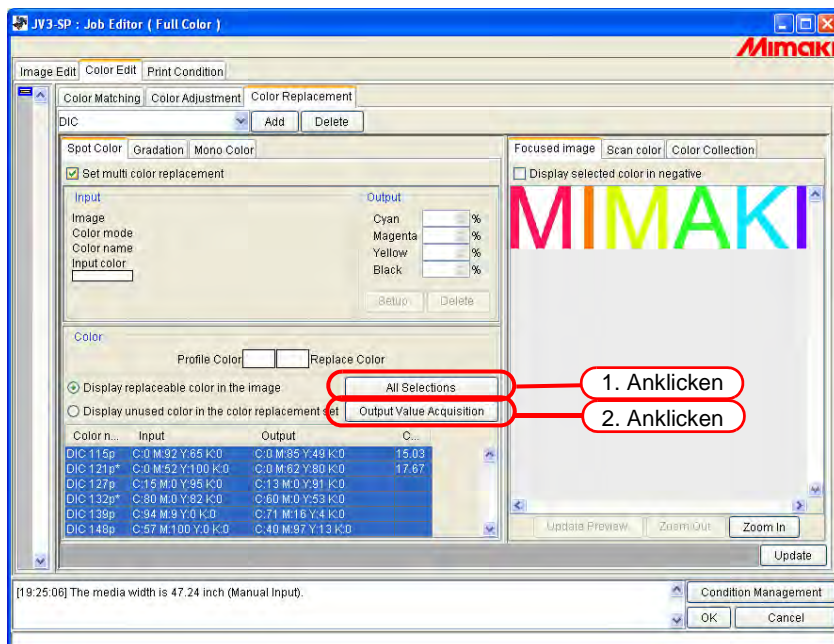 JV3-SP : Job Editor ( Full Color )
Mimaki
Image Edit Color Edit Print Condition
Color Matching Color Adjustment Color Replacement
DIC Add Delete
Spot Color Gradation Mono Color
Set multi color replacement
Input
Image
Color mode
Color name
Input color
Output
Cyan %
Magenta %
Yellow %
Black %
Setup Delete
Color
Profile Color Replace Color
Display replaceable color in the image All Selections
Display unused color in the color replacement set Output Value Acquisition
1. Anklicken
2. Anklicken
Color n... Input Output C...
DIC 115p C:0 M:92 Y:65 K:0 C:0 M:85 Y:49 K:0 15.03
DIC 121p* C:0 M:52 Y:100 K:0 C:0 M:62 Y:80 K:0 17.67
DIC 127p C:15 M:0 Y:95 K:0 C:13 M:0 Y:91 K:0
DIC 132p* C:80 M:0 Y:82 K:0 C:60 M:0 Y:53 K:0
DIC 139p C:94 M:9 Y:0 K:0 C:71 M:16 Y:4 K:0
DIC 148p C:57 M:100 Y:0 K:0 C:40 M:97 Y:13 K:0
Focused image Scan color Color Collection
Display selected color in negative
MIMAKI
Update Preview Zoom Out Zoom In
Update
[19:25:06] The media width is 47.24 inch (Manual Input).
Condition Management
OK Cancel